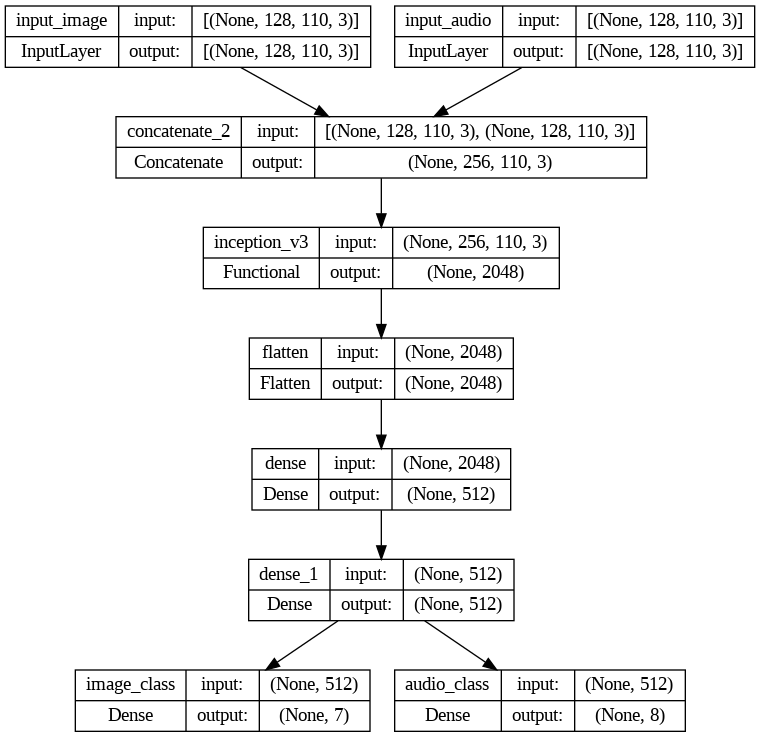 input_image input: [(None, 128, 110, 3)]
InputLayer output: [(None, 128, 110, 3)]
input_audio input: [(None, 128, 110, 3)]
InputLayer output: [(None, 128, 110, 3)]
concatenate_2 input: [(None, 128, 110, 3), (None, 128, 110, 3)]
Concatenate output: (None, 256, 110, 3)
inception_v3 input: (None, 256, 110, 3)
Functional output: (None, 2048)
flatten input: (None, 2048)
Flatten output: (None, 2048)
dense input: (None, 2048)
Dense output: (None, 512)
dense_1 input: (None, 512)
Dense output: (None, 512)
image_class input: (None, 512)
Dense output: (None, 7)
audio_class input: (None, 512)
Dense output: (None, 8)